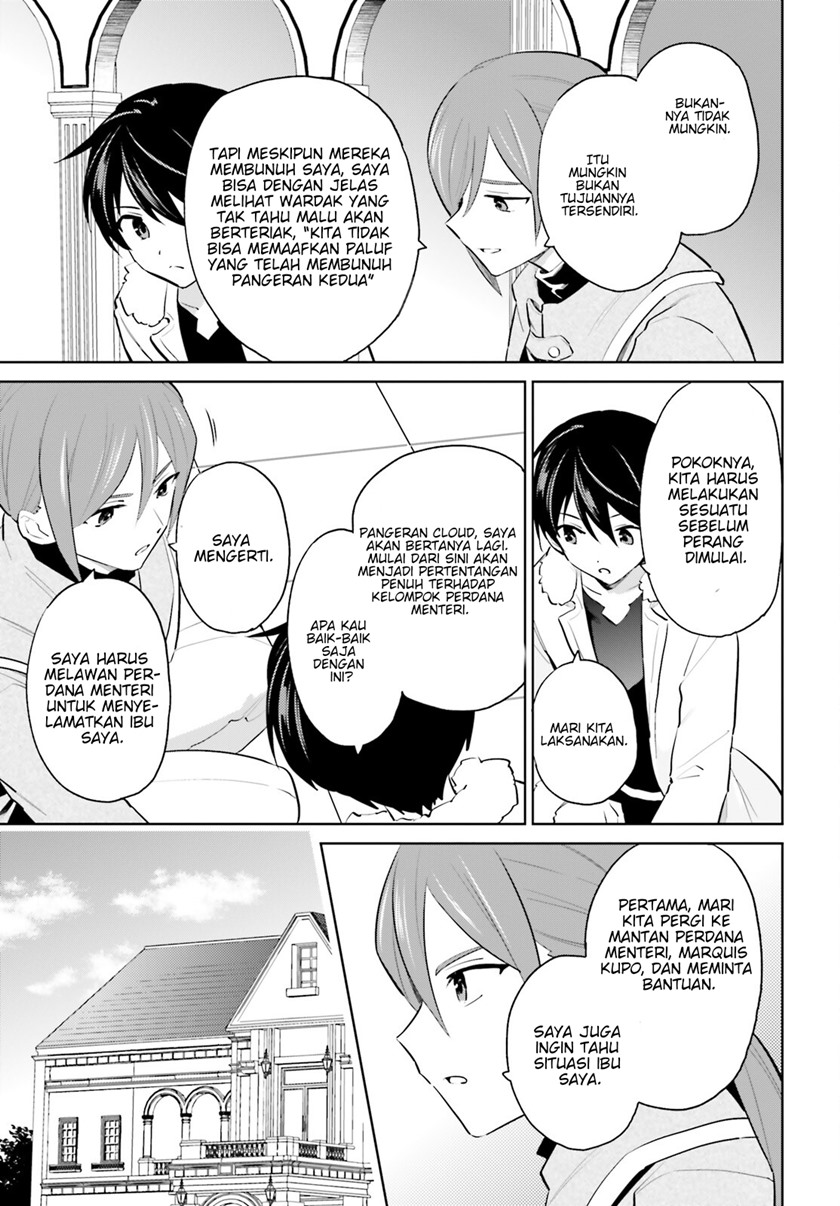 BUKAN-
NYA TIDAK
MUNGKIN.
ITU
MUNGKIN
BUKAN
TUJUANNYA
TERSENDIRI.
TAPI MESKIPUN MEREKA
MEMBUNUH SAYA, SAYA
BISA DENGAN JELAS
MELIHAT WARDAK YANG
TAK TAHU MALU AKAN
BERTERIAK, "KITA TIDAK
BISA MEMAAFKAN PALUF
YANG TELAH MEMBUNUH
PANGERAN KEDUA"
POKOKNYA,
KITA HARUS
MELAKUKAN
SESUATU
SEBELUM
PERANG
DIMULAI.
MARI KITA
LAKSANAKAN.
PANGERAN CLOUD, SAYA
AKAN BERTANYA LAGI.
MULAI DARI SINI AKAN
MENJADI PERTENTANGAN
PENUH TERHADAP
KELOMPOK PERDANA
MENTERI.
APA KAU
BAIK-BAIK
SAJA
DENGAN
INI?
SAYA
MENGERTI.
SAYA HARUS
MELAWAN PER-
DANA MENTERI
UNTUK MENYE-
LAMATKAN IBU
SAYA.
PERTAMA, MARI
KITA PERGI KE
MANTAN PERDANA
MENTERI, MARQUIS
KUPO, DAN MEMINTA
BANTUAN.
SAYA JUGA
INGIN TAHU
SITUASI IBU
SAYA.